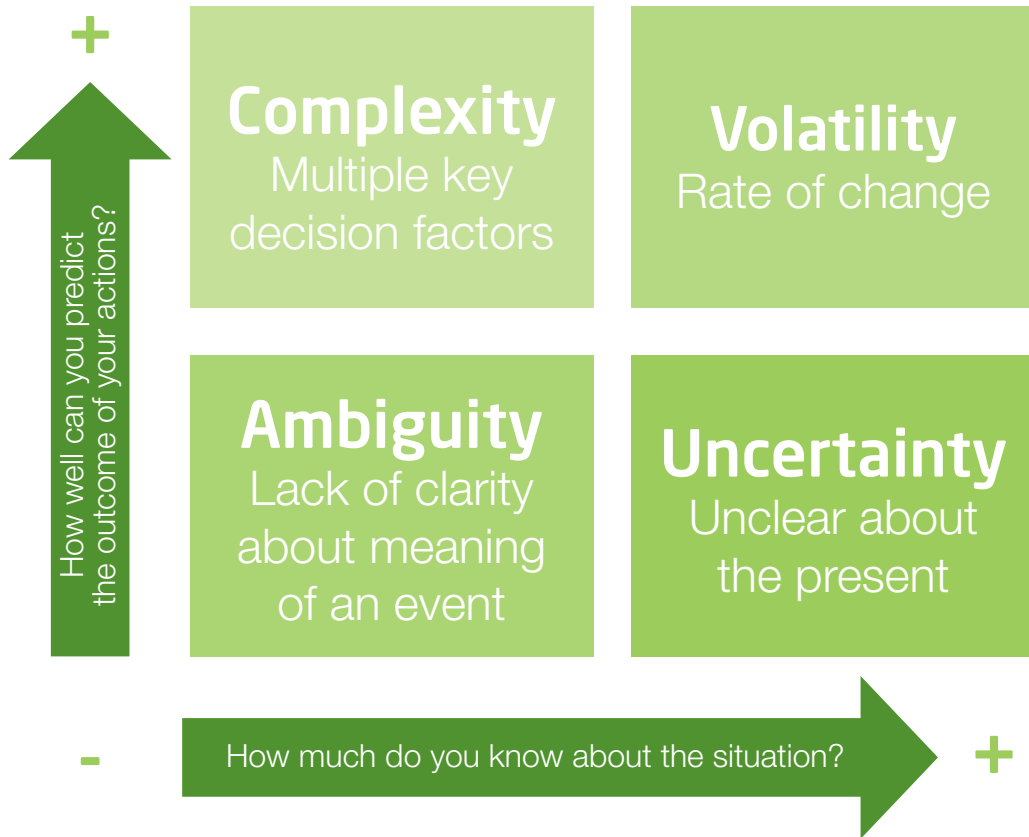 +
How well can you predict
the outcome of your actions?
Complexity
Multiple key
decision factors
Volatility
Rate of change
Ambiguity
Lack of clarity
about meaning
of an event
Uncertainty
Unclear about
the present
-
How much do you know about the situation?
+